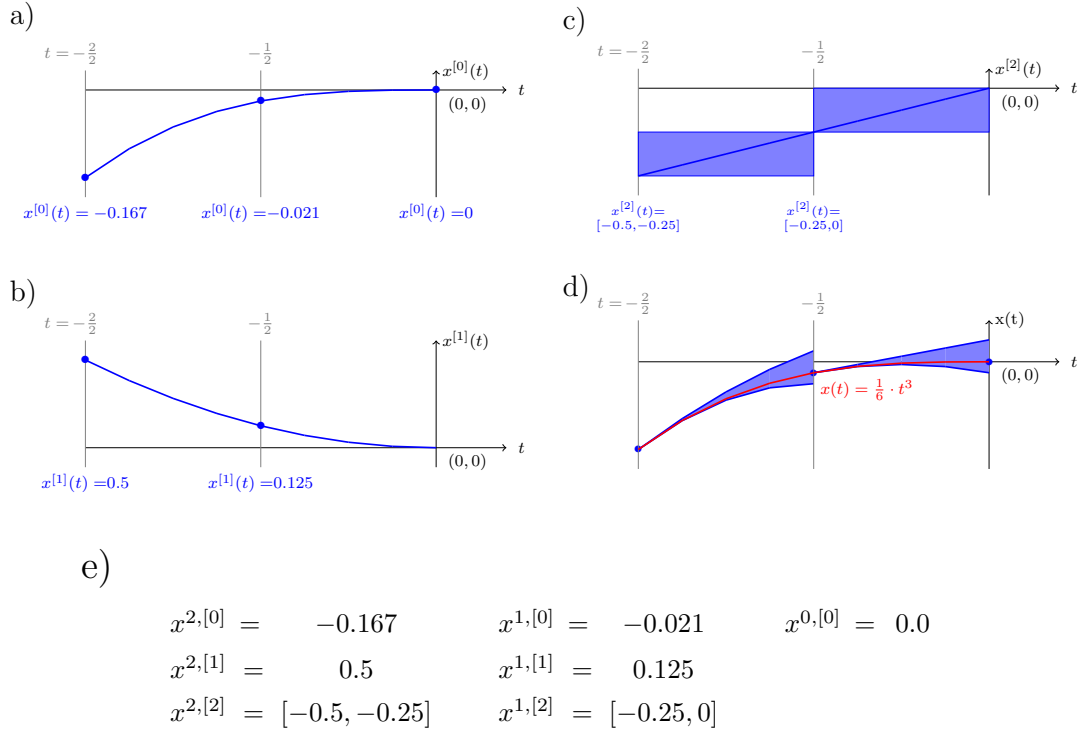 a)
t = −2/2
−1/2
x^[0](t)
t
(0, 0)
x^[0](t) = −0.167
x^[0](t) =−0.021
x^[0](t) =0
b)
t = −2/2
−1/2
x^[1](t)
t
(0, 0)
x^[1](t) =0.5
x^[1](t) =0.125
c)
t = −2/2
−1/2
x^[2](t)
t
(0, 0)
x^[2](t)=
[−0.5,−0.25]
x^[2](t)=
[−0.25,0]
d)
t = −2/2
−1/2
x(t)
t
(0, 0)
x(t) = 1/6 · t^3
e)
x^2,[0] = −0.167 x^1,[0] = −0.021 x^0,[0] = 0.0
x^2,[1] = 0.5 x^1,[1] = 0.125
x^2,[2] = [−0.5, −0.25] x^1,[2] = [−0.25, 0]